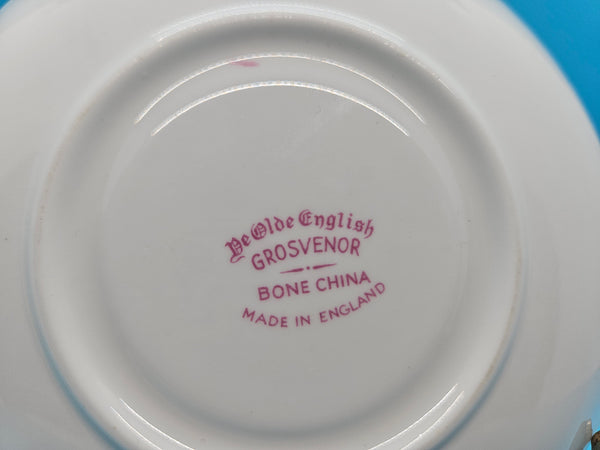 Ye Olde English
GROSVENOR
BONE CHINA
MADE IN ENGLAND